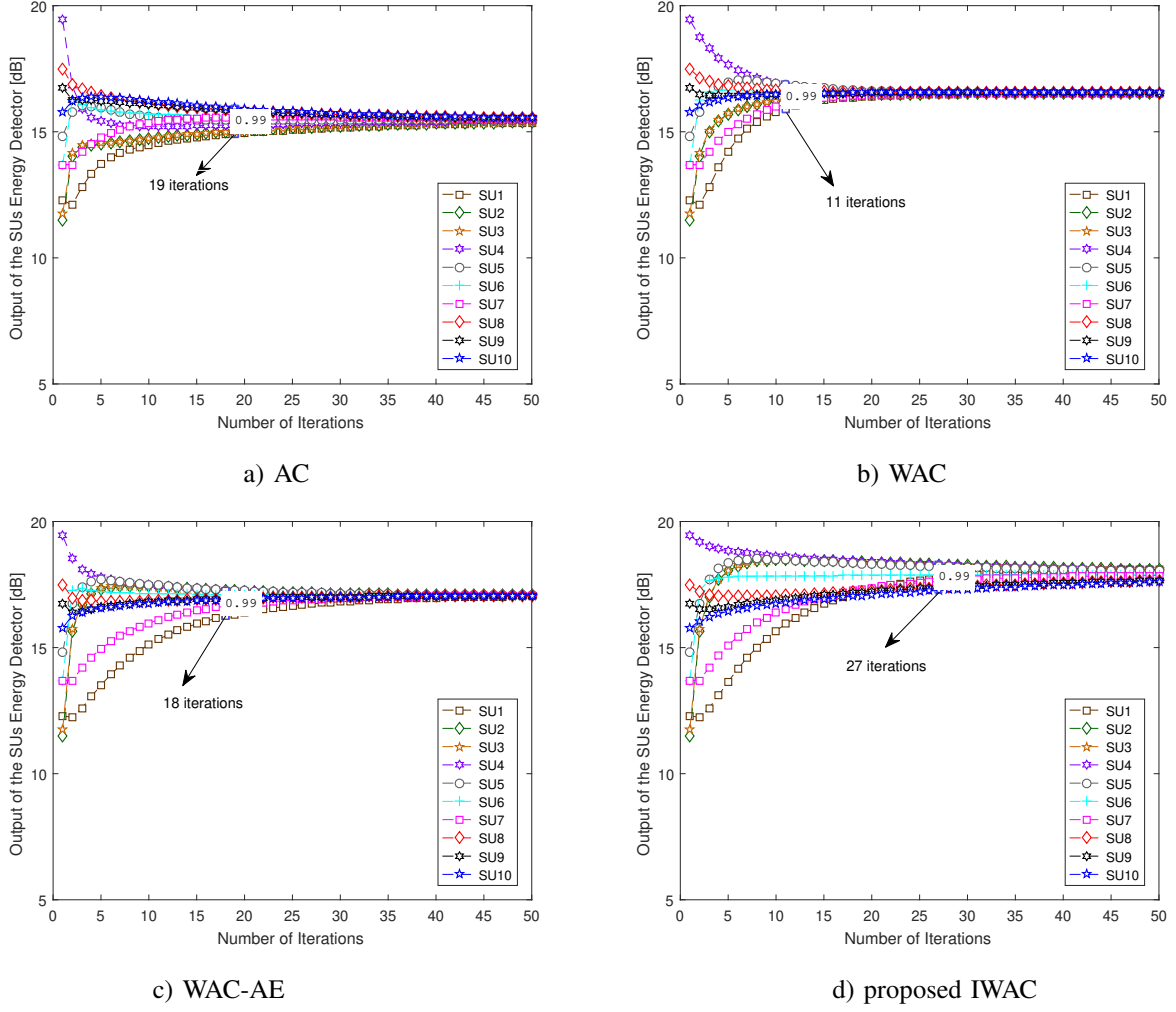 20
15
10
5
0 5 10 15 20 25 30 35 40 45 50
Output of the SUs Energy Detector [dB]
Number of Iterations
0.99
19 iterations
SU1
SU2
SU3
SU4
SU5
SU6
SU7
SU8
SU9
SU10
a) AC
20
15
10
5
0 5 10 15 20 25 30 35 40 45 50
Output of the SUs Energy Detector [dB]
Number of Iterations
0.99
11 iterations
SU1
SU2
SU3
SU4
SU5
SU6
SU7
SU8
SU9
SU10
b) WAC
20
15
10
5
0 5 10 15 20 25 30 35 40 45 50
Output of the SUs Energy Detector [dB]
Number of Iterations
0.99
18 iterations
SU1
SU2
SU3
SU4
SU5
SU6
SU7
SU8
SU9
SU10
c) WAC-AE
20
15
10
5
0 5 10 15 20 25 30 35 40 45 50
Output of the SUs Energy Detector [dB]
Number of Iterations
0.99
27 iterations
SU1
SU2
SU3
SU4
SU5
SU6
SU7
SU8
SU9
SU10
d) proposed IWAC